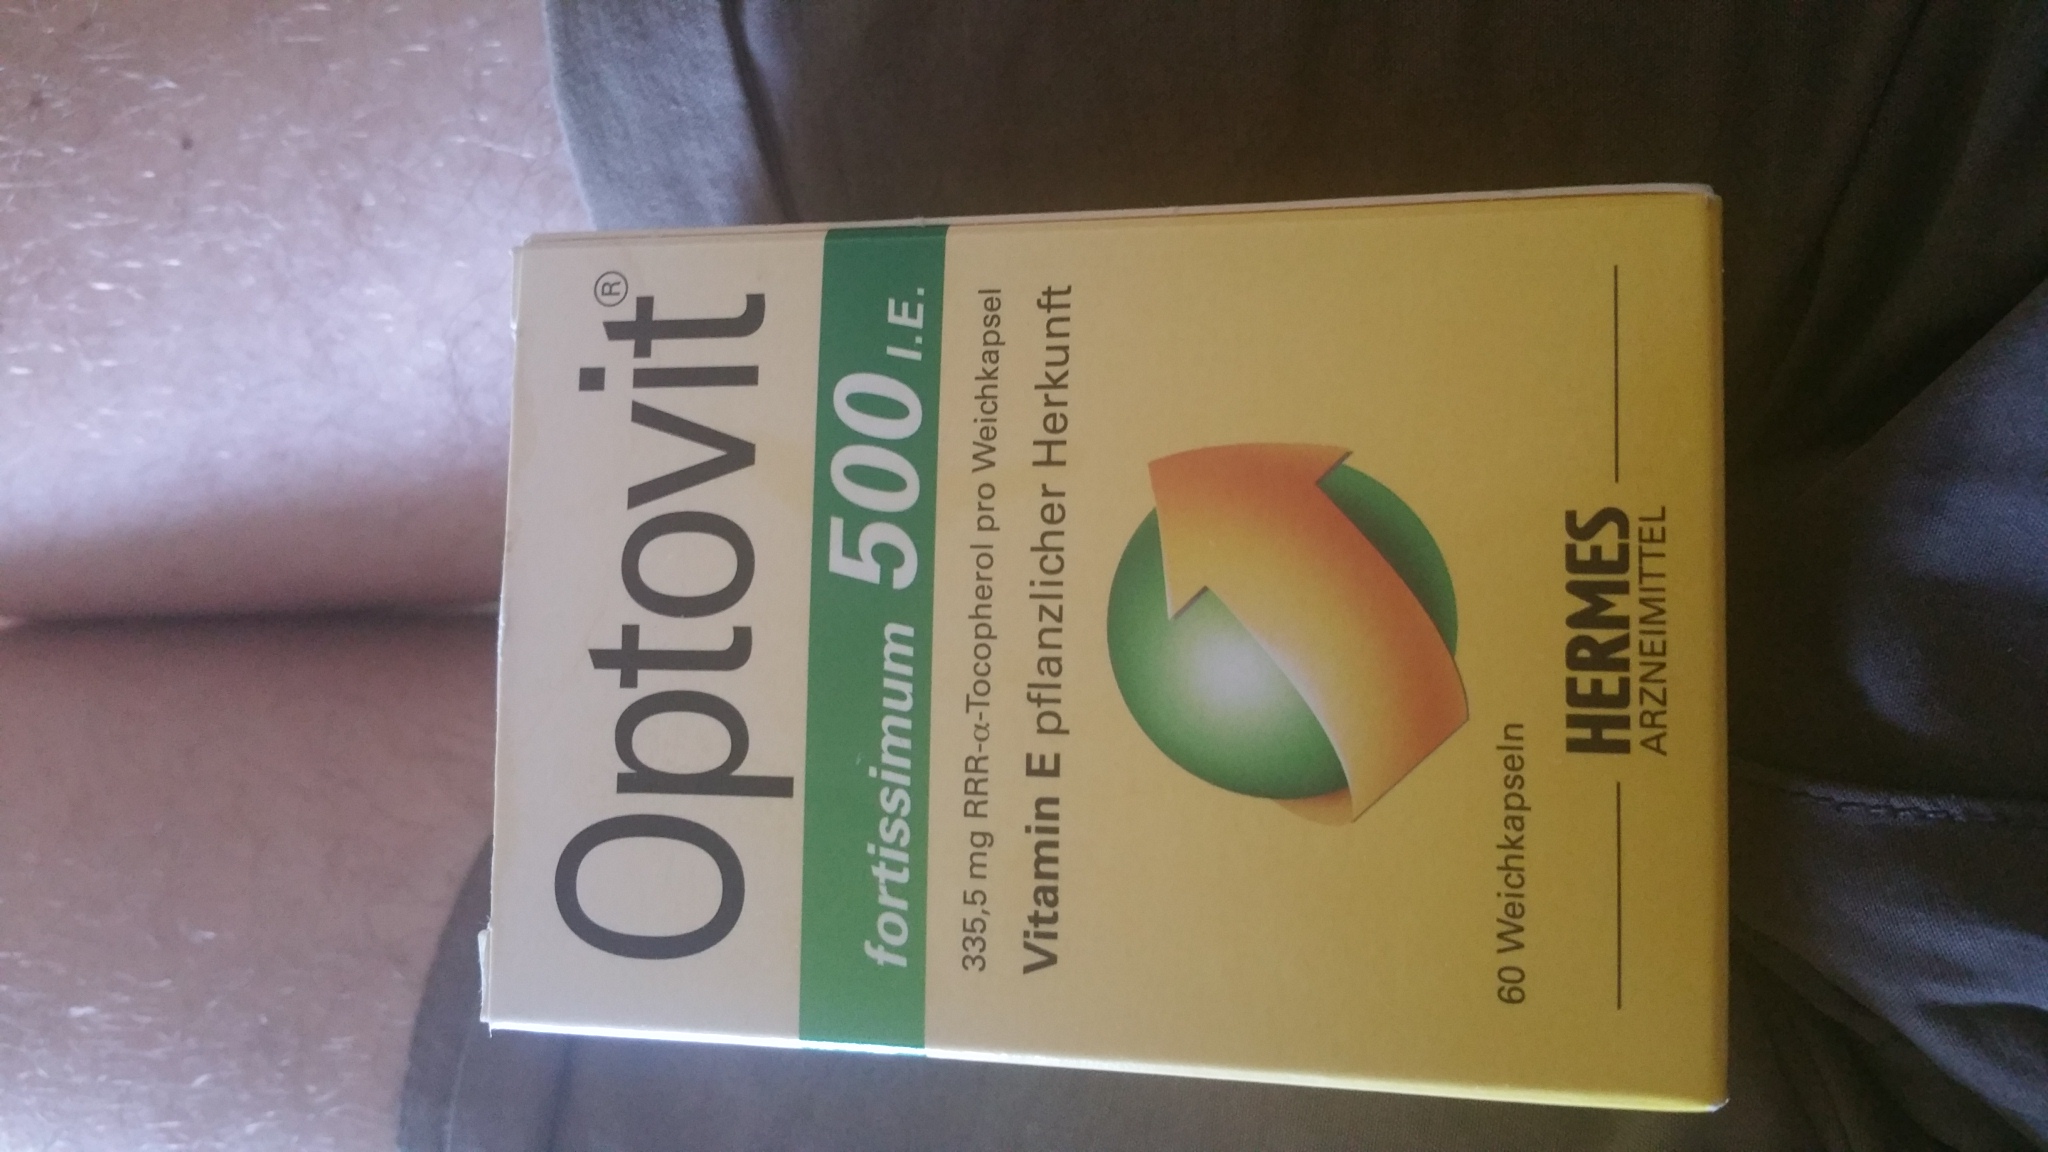 Optovit®
fortissimum 500 I.E.
335,5 mg RRR-α-Tocopherol pro Weichkapsel
Vitamin E pflanzlicher Herkunft
60 Weichkapseln
HERMES
ARZNEIMITTEL